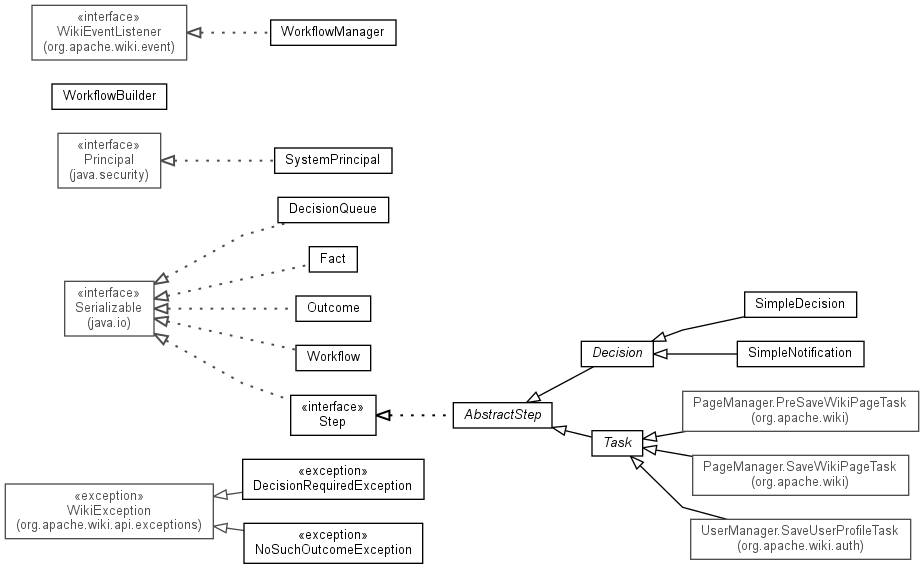 «interface»
WikiEventListener
(org.apache.wiki.event)
WorkflowManager
WorkflowBuilder
«interface»
Principal
(java.security)
SystemPrincipal
DecisionQueue
Fact
«interface»
Serializable
(java.io)
Outcome
Workflow
«interface»
Step
AbstractStep
Decision
SimpleDecision
SimpleNotification
Task
PageManager.PreSaveWikiPageTask
(org.apache.wiki)
PageManager.SaveWikiPageTask
(org.apache.wiki)
UserManager.SaveUserProfileTask
(org.apache.wiki.auth)
«exception»
WikiException
(org.apache.wiki.api.exceptions)
«exception»
DecisionRequiredException
«exception»
NoSuchOutcomeException